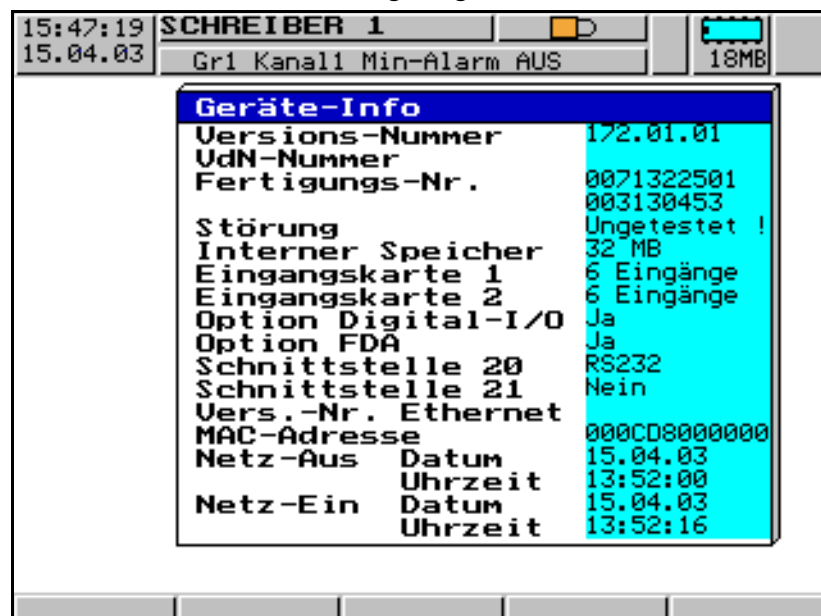 15:47:19 SCHREIBER 1
15.04.03 Gr1 Kanal1 Min-Alarm AUS 18MB
Geräte-Info
Versions-Nummer 172.01.01
VdN-Nummer
Fertigungs-Nr. 0071322501
003130453
Störung Ungetestet !
Interner Speicher 32 MB
Eingangskarte 1 6 Eingänge
Eingangskarte 2 6 Eingänge
Option Digital-I/O Ja
Option FDA Ja
Schnittstelle 20 RS232
Schnittstelle 21 Nein
Vers.-Nr. Ethernet
MAC-Adresse 000CD8000000
Netz-Aus Datum 15.04.03
Uhrzeit 13:52:00
Netz-Ein Datum 15.04.03
Uhrzeit 13:52:16